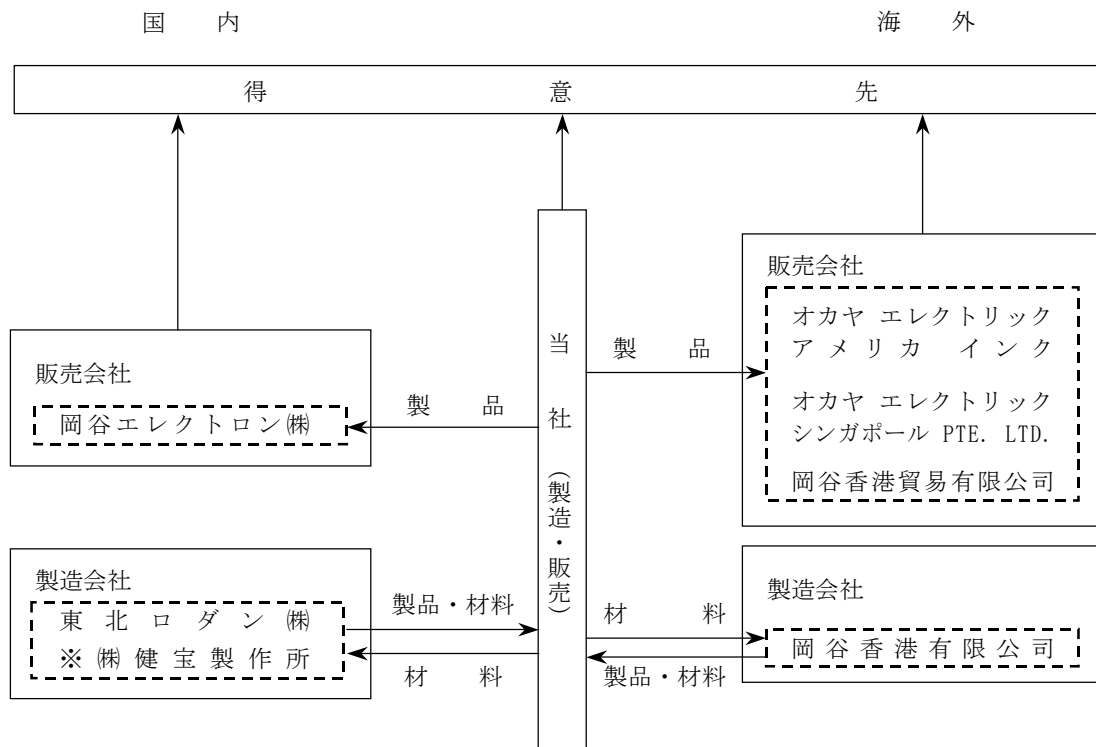 国 内
海 外
得 意 先
販売会社
オカヤ エレクトリック
アメリカ インク
オカヤ エレクトリック
シンガポール PTE. LTD.
岡谷香港貿易有限公司
当社(製造・販売)
製 品
販売会社
岡谷エレクトロン㈱
製 品
製造会社
東北ロダン㈱
※㈱健宝製作所
製品・材料
材 料
材 料
製品・材料
製造会社
岡谷香港有限公司